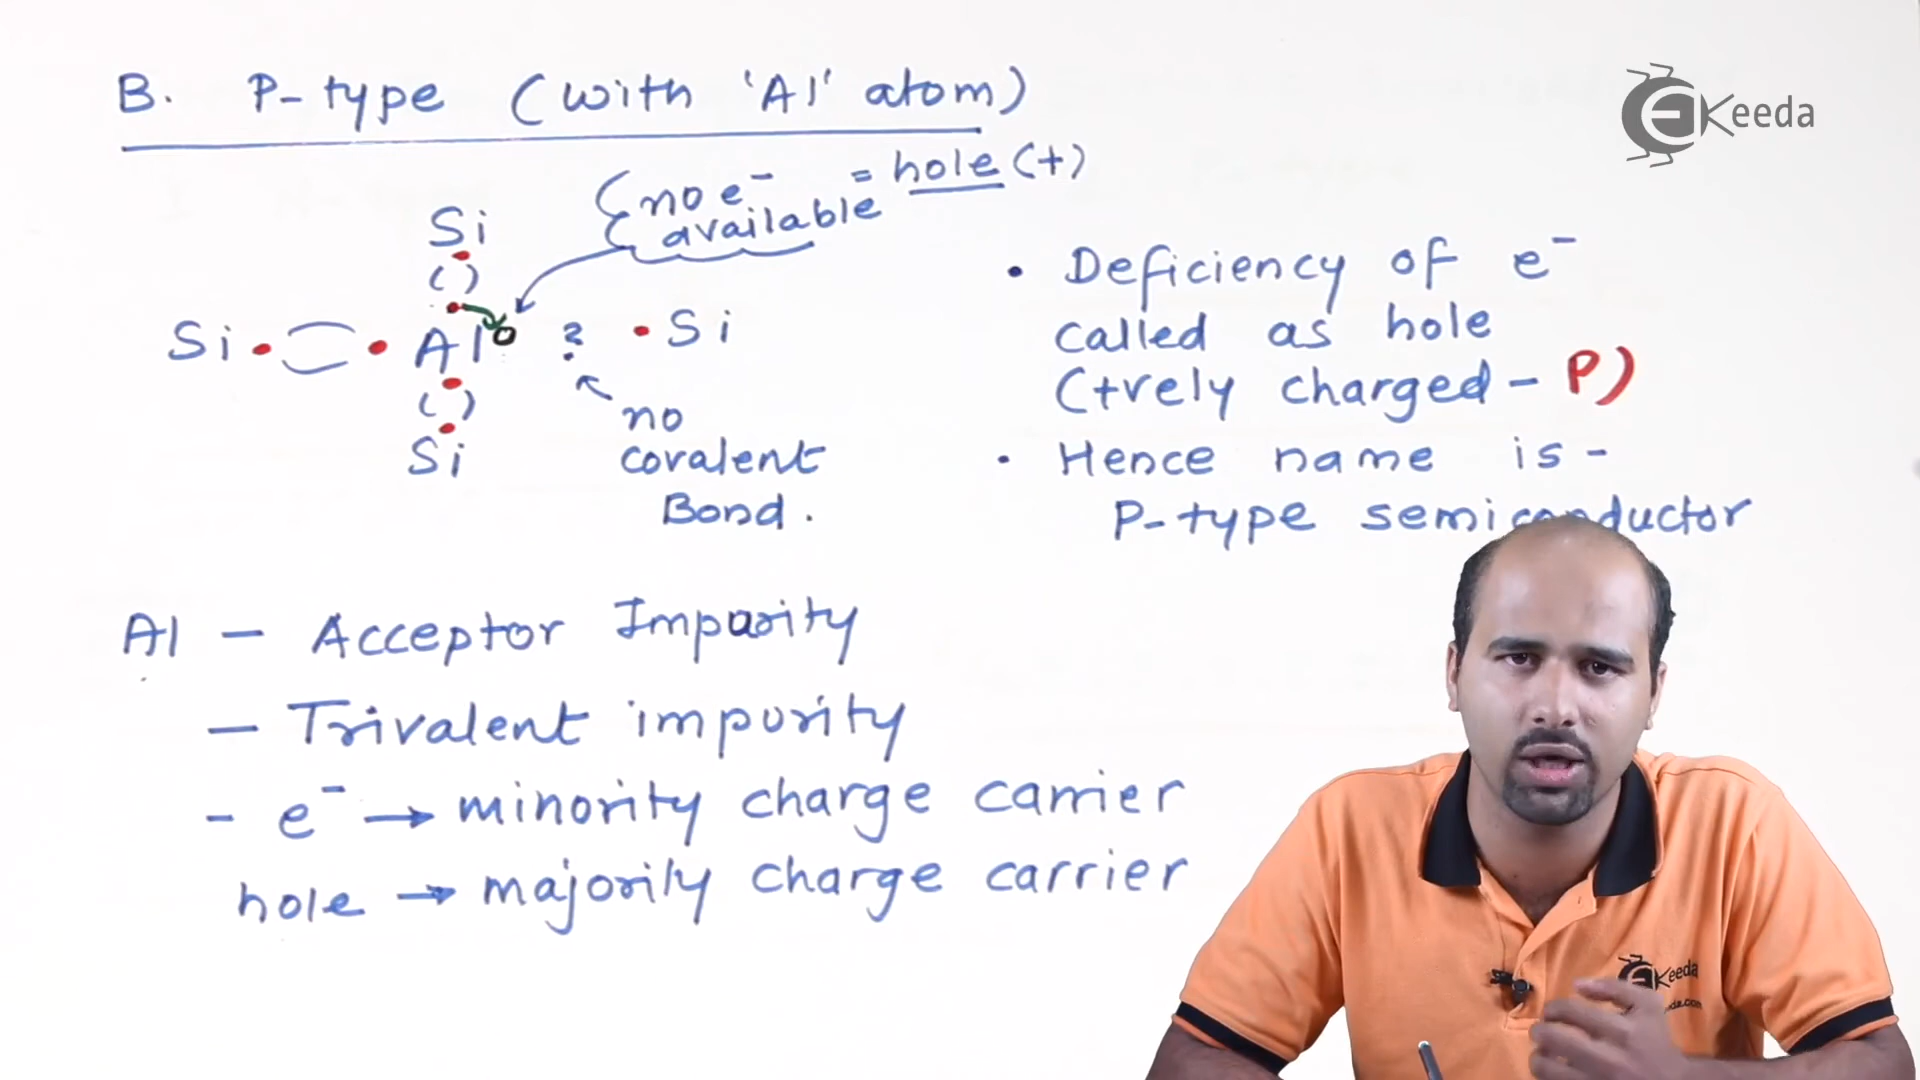 B. P-type (with 'Al' atom)
Keeda
no e⁻ available = hole (+)
Si
Si Al ? Si
Si
no
covalent
Bond.
• Deficiency of e⁻
called as hole
(+vely charged - P)
• Hence name is -
P-type semiconductor
Al - Acceptor Impurity
- Trivalent impurity
- e⁻ → minority charge carrier
hole → majority charge carrier
Keeda